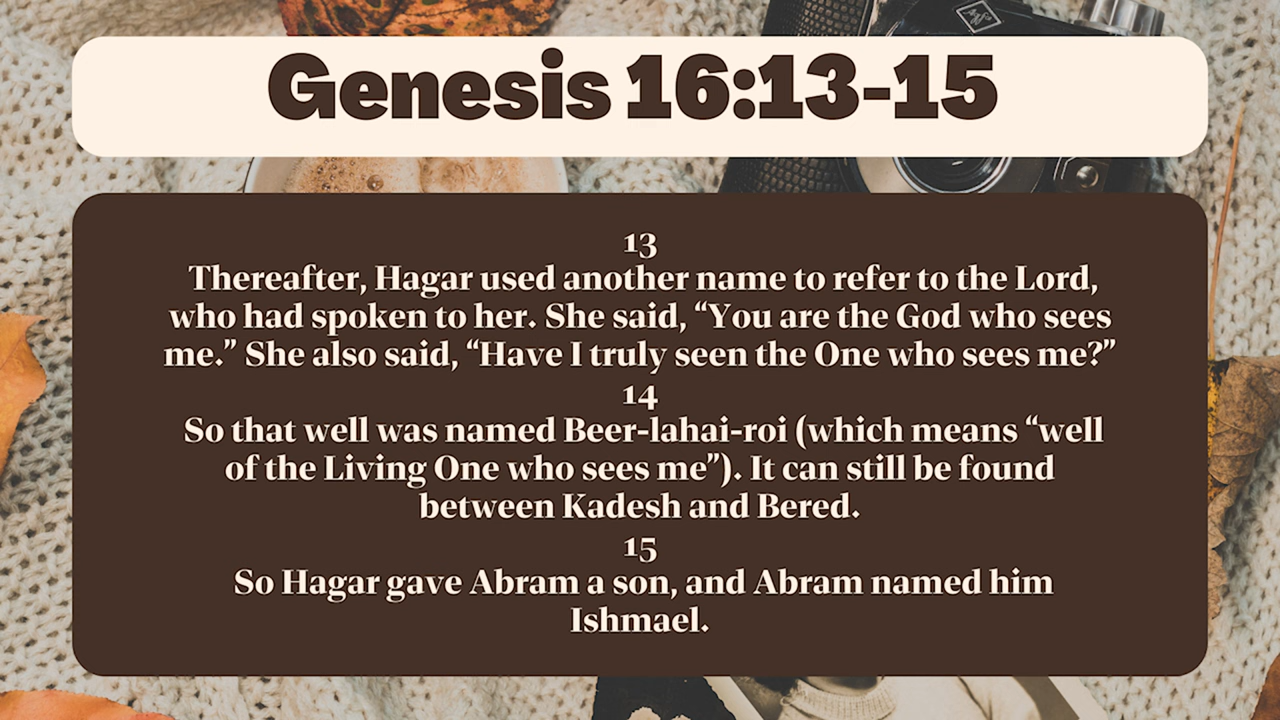 Genesis 16:13-15
13
Thereafter, Hagar used another name to refer to the Lord,
who had spoken to her. She said, “You are the God who sees
me.” She also said, “Have I truly seen the One who sees me?”
14
So that well was named Beer-lahai-roi (which means “well
of the Living One who sees me”). It can still be found
between Kadesh and Bered.
15
So Hagar gave Abram a son, and Abram named him
Ishmael.